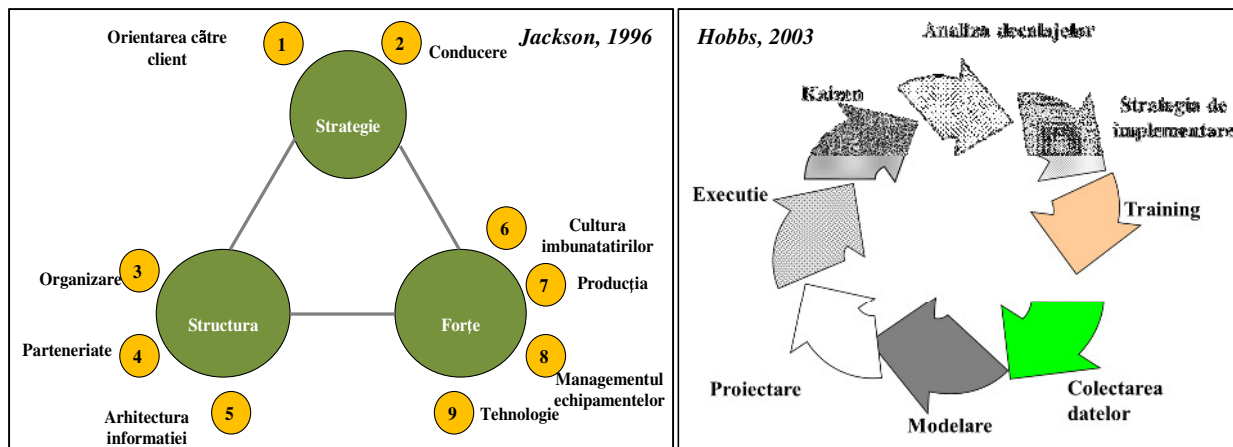 Jackson, 1996
Orientarea către
client
1
2
Conducere
Strategie
6
Cultura
imbunatatirilor
Organizare
3
7
Producția
Structura
Forțe
Parteneriate
4
8
Managementul
echipamentelor
Arhitectura
informatiei
5
9
Tehnologie
Hobbs, 2003
Analiza decalajelor
Kaizen
Strategia de
implementare
Executie
Training
Proiectare
Colectarea
datelor
Modelare